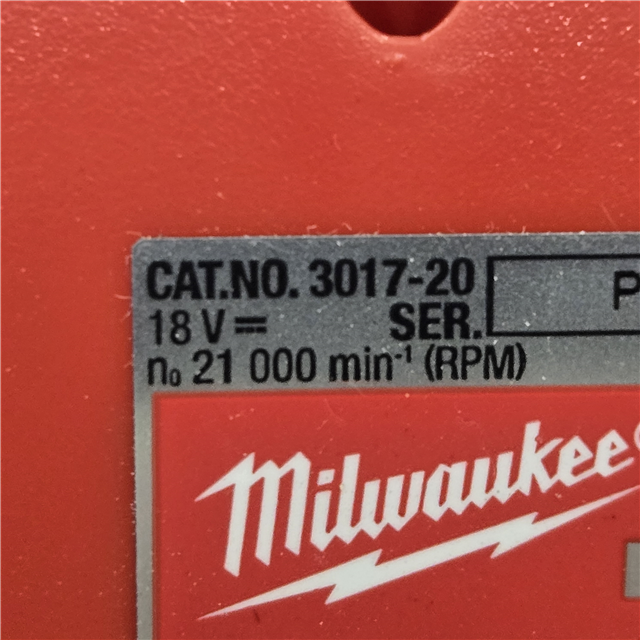 CAT.NO. 3017-20
18 V ⎓ SER. P
n₀ 21 000 min⁻¹ (RPM)
Milwaukee®